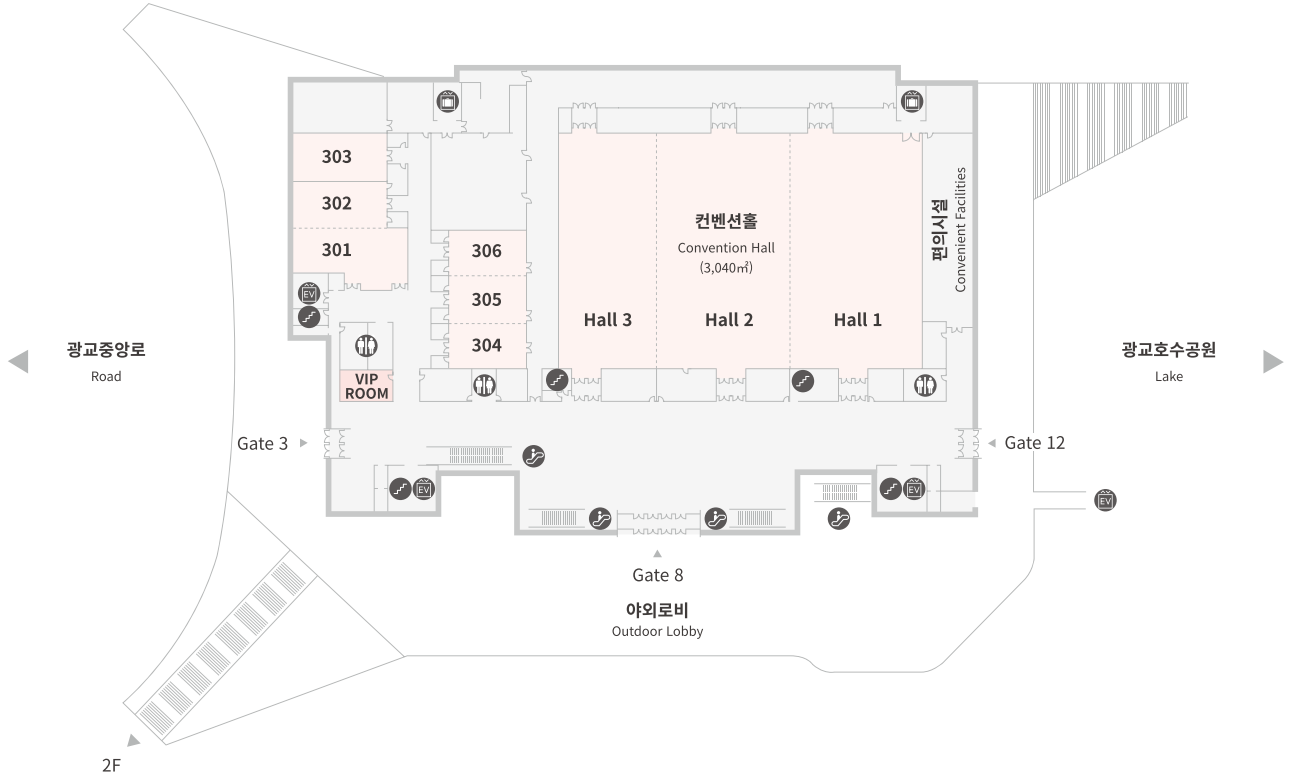 303
302
301
EV
306
305
304
VIP
ROOM
컨벤션홀
Convention Hall
(3,040㎡)
Hall 3
Hall 2
Hall 1
편의시설
Convenient Facilities
광교중앙로
Road
광교호수공원
Lake
Gate 3
Gate 12
EV
EV
EV
Gate 8
야외로비
Outdoor Lobby
2F